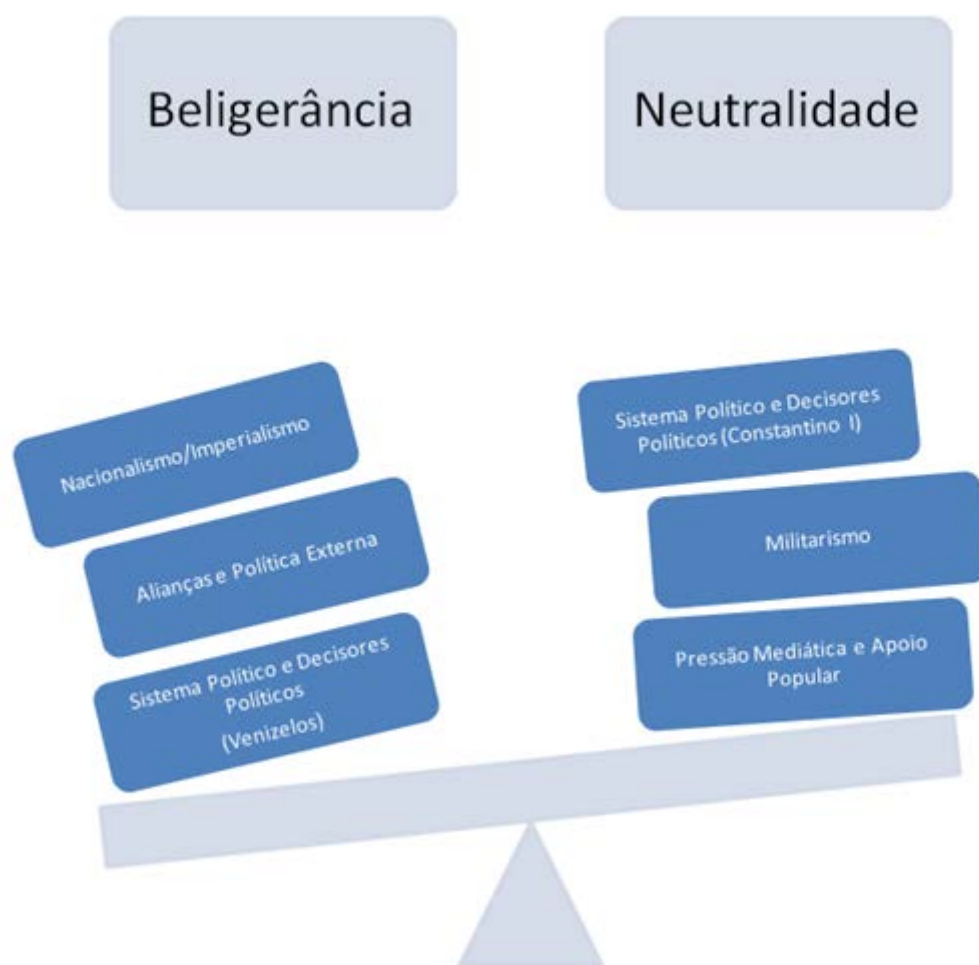 Beligerância
Neutralidade
Nacionalismo/Imperialismo
Alianças e Política Externa
Sistema Político e Decisores
Políticos
(Venizelos)
Sistema Político e Decisores
Políticos (Constantino I)
Militarismo
Pressão Mediática e Apoio
Popular